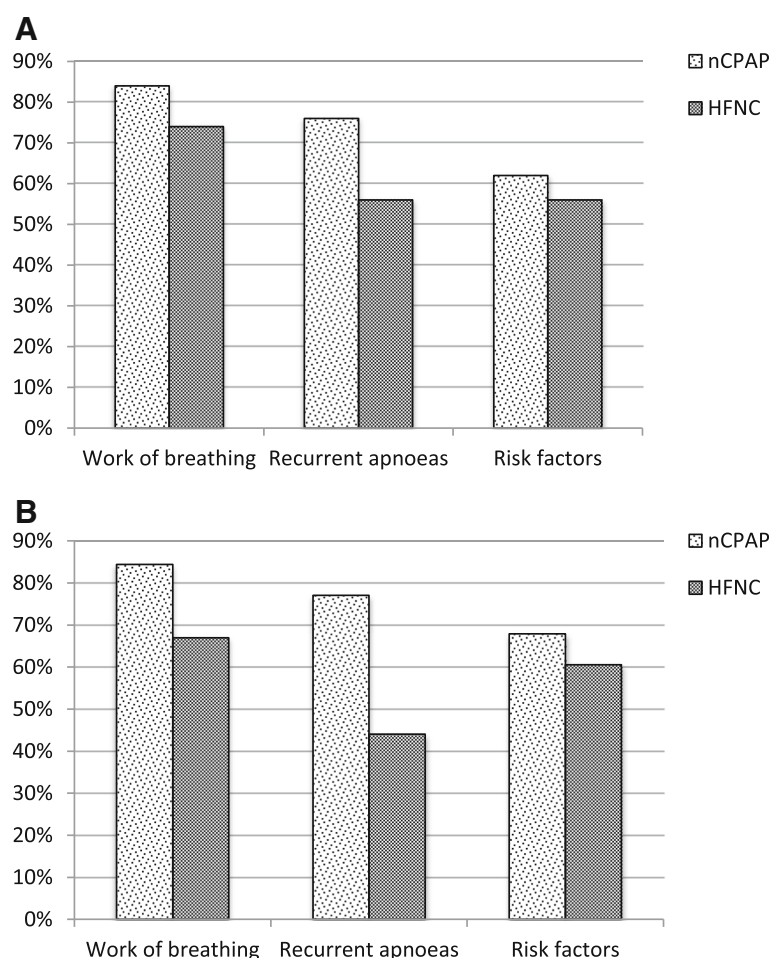 A
90%
80%
70%
60%
50%
40%
30%
20%
10%
0%
Work of breathing Recurrent apnoeas Risk factors
nCPAP
HFNC
B
90%
80%
70%
60%
50%
40%
30%
20%
10%
0%
Work of breathing Recurrent apnoeas Risk factors
nCPAP
HFNC